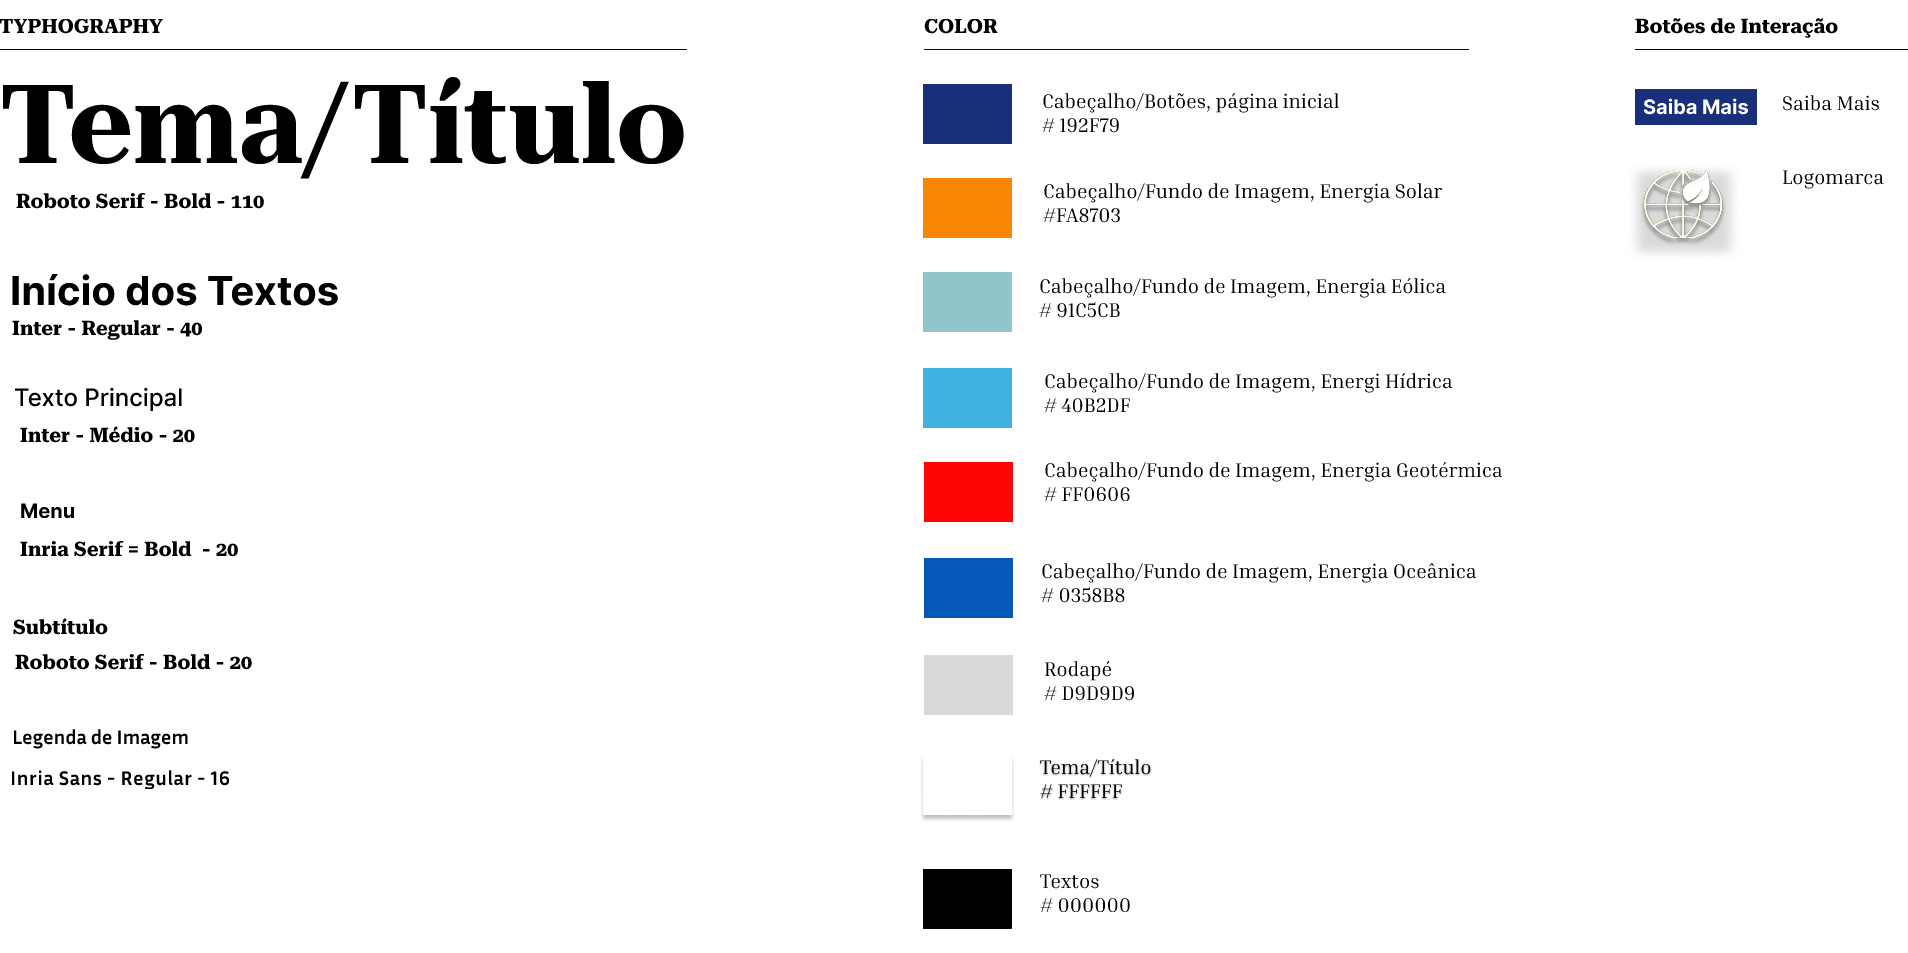 TYPHOGRAPHY
Tema/Título
Roboto Serif - Bold - 110
Início dos Textos
Inter - Regular - 40
Texto Principal
Inter - Médio - 20
Menu
Inria Serif = Bold - 20
Subtítulo
Roboto Serif - Bold - 20
Legenda de Imagem
Inria Sans - Regular - 16
COLOR
Cabeçalho/Botões, página inicial
# 192F79
Cabeçalho/Fundo de Imagem, Energia Solar
#FA8703
Cabeçalho/Fundo de Imagem, Energia Eólica
# 91C5CB
Cabeçalho/Fundo de Imagem, Energi Hídrica
# 40B2DF
Cabeçalho/Fundo de Imagem, Energia Geotérmica
# FF0606
Cabeçalho/Fundo de Imagem, Energia Oceânica
# 0358B8
Rodapé
# D9D9D9
Tema/Título
# FFFFFF
Textos
# 000000
Botões de Interação
Saiba Mais Saiba Mais
Logomarca